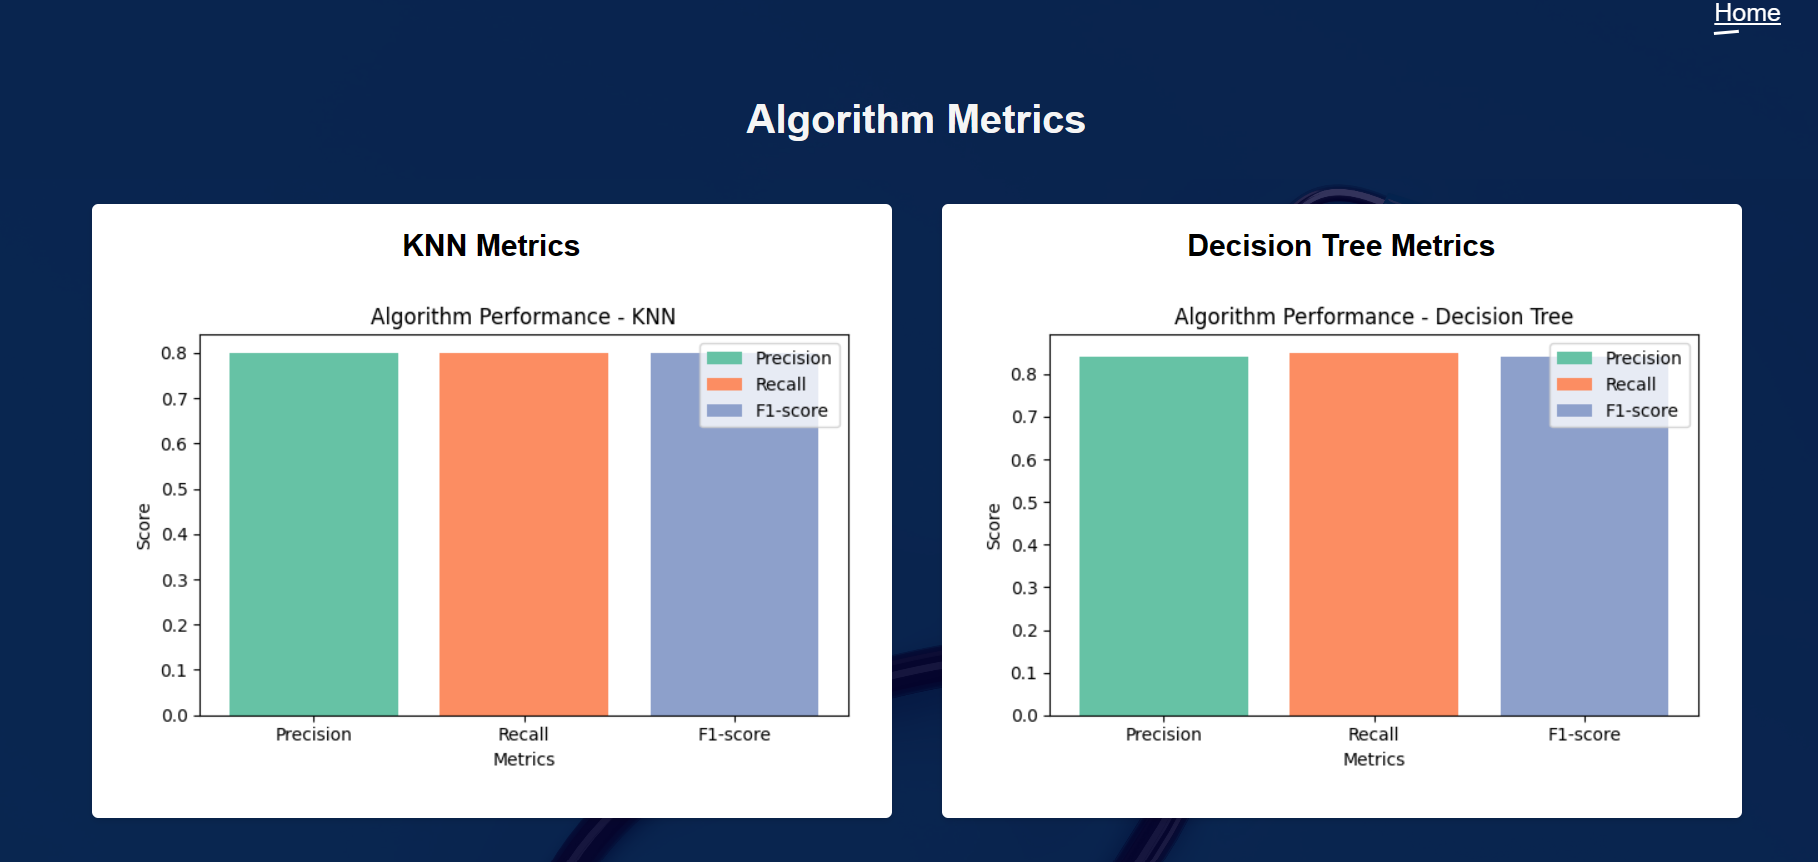 Home
Algorithm Metrics
KNN Metrics
Algorithm Performance - KNN
Precision
Recall
F1-score
0.8
0.7
0.6
0.5
0.4
0.3
0.2
0.1
0.0
Score
Precision Recall F1-score
Metrics
Decision Tree Metrics
Algorithm Performance - Decision Tree
Precision
Recall
F1-score
0.8
0.7
0.6
0.5
0.4
0.3
0.2
0.1
0.0
Score
Precision Recall F1-score
Metrics